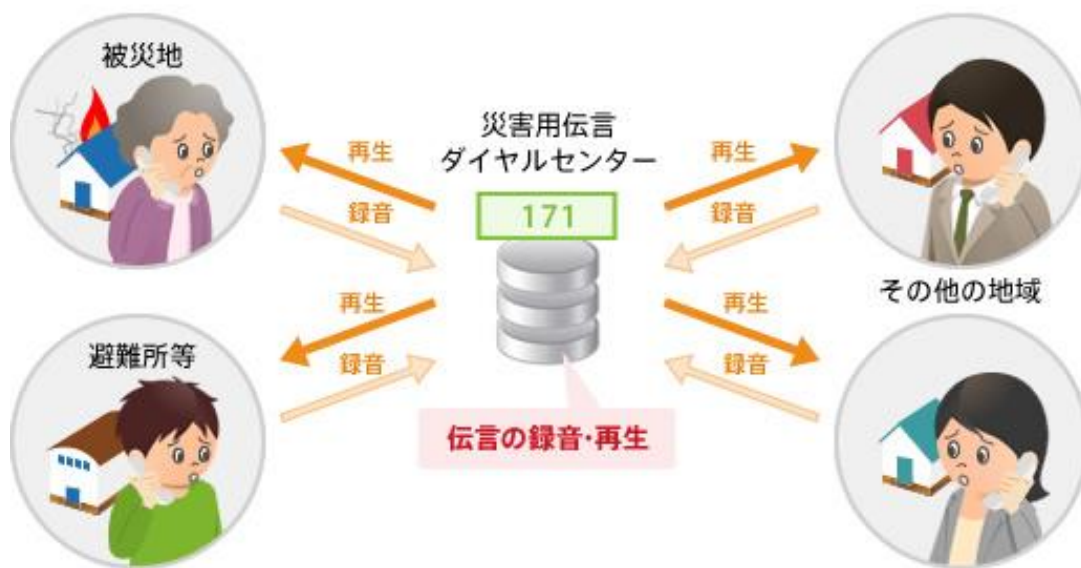 被災地
災害用伝言
ダイヤルセンター
171
再生
録音
再生
録音
その他の地域
避難所等
再生
録音
再生
録音
伝言の録音・再生